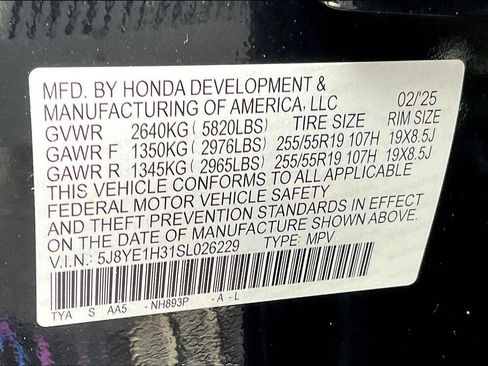 MFD. BY HONDA DEVELOPMENT &
MANUFACTURING OF AMERICA, LLC 02/'25
GVWR 2640KG (5820LBS) TIRE SIZE RIM SIZE
GAWR F 1350KG (2976LBS) 255/55R19 107H 19X8.5J
GAWR R 1345KG (2965LBS) 255/55R19 107H 19X8.5J
THIS VEHICLE CONFORMS TO ALL APPLICABLE
FEDERAL MOTOR VEHICLE SAFETY
AND THEFT PREVENTION STANDARDS IN EFFECT
ON THE DATE OF MANUFACTURE SHOWN ABOVE.
V.I.N.: 5J8YE1H31SL026229 TYPE: MPV
TYA S AA5 -NH893P -A-L